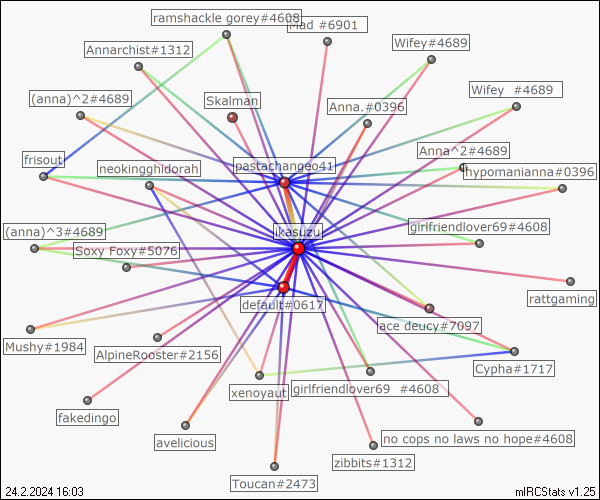 ramshackle gorey#4608
Mad #6901
Annarchist#1312
Wifey#4689
(anna)^2#4689
Wifey #4689
Skalman
Anna.#0396
frisout
neokingghidorah
pastachangeo41
Anna^2#4689
hypomanianna#0396
(anna)^3#4689
Soxy Foxy#5076
ikasuzu
girlfriendlover69#4608
rattgaming
default#0617
ace deucy#7097
Mushy#1984
AlpineRooster#2156
xenoyaut
girlfriendlover69 #4608
Cypha#1717
fakedingo
avelicious
no cops no laws no hope#4608
zibbits#1312
Toucan#2473
24.2.2024 16:03
mIRCStats v1.25